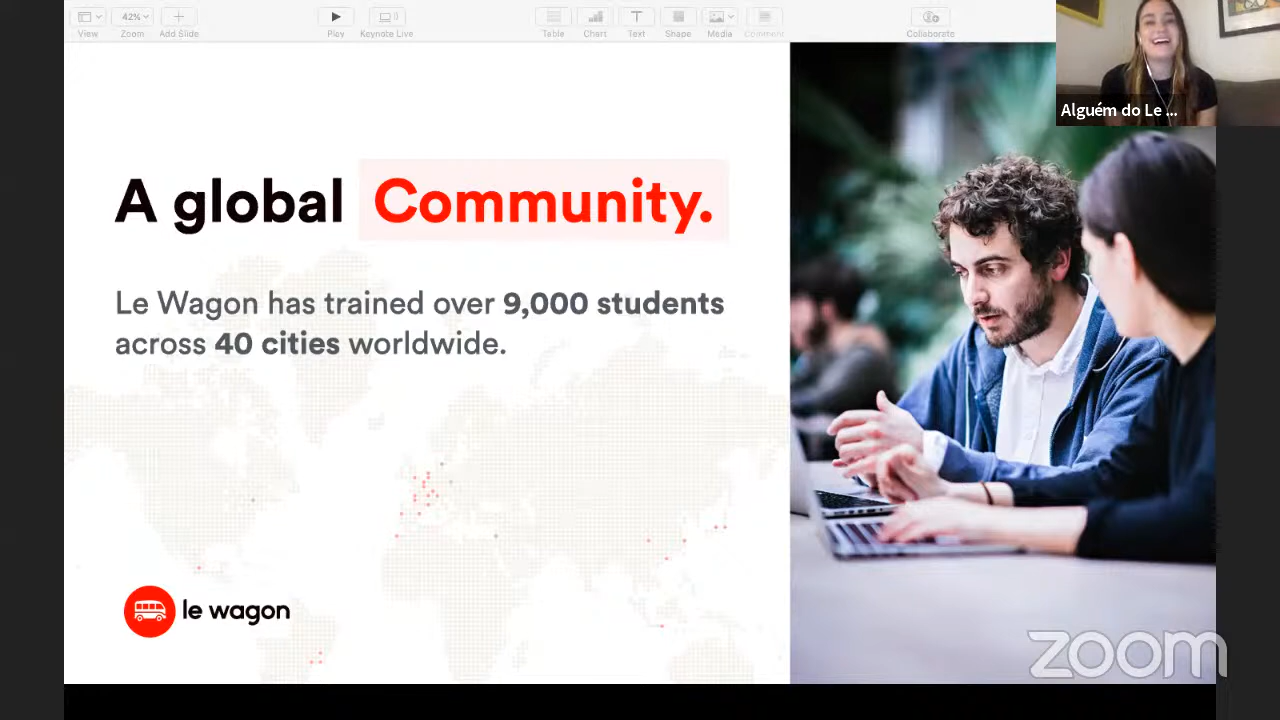 42%
View
Zoom
Add Slide
Play
Keynote Live
Table
Chart
Text
Shape
Media
Comment
Collaborate
Alguém do Le ...
A global Community.
Le Wagon has trained over 9,000 students
across 40 cities worldwide.
le wagon
zoom